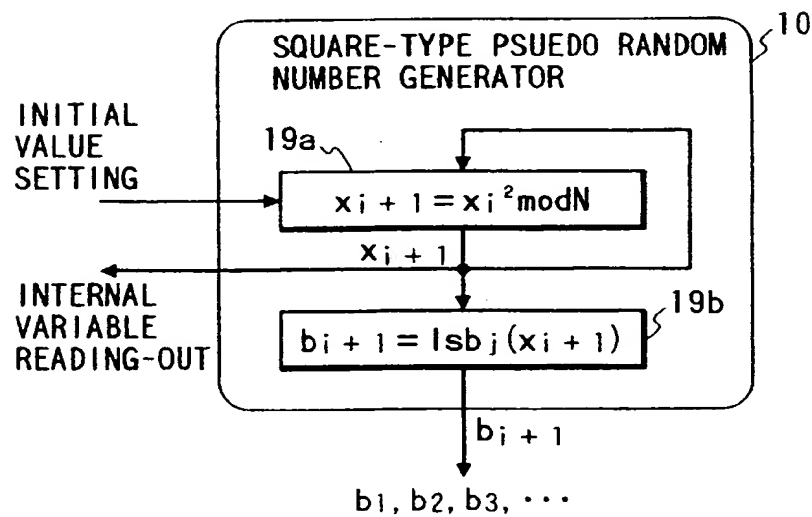 10
SQUARE-TYPE PSUEDO RANDOM
NUMBER GENERATOR
INITIAL
VALUE
SETTING
19a
xi+1=xi²modN
xi+1
INTERNAL
VARIABLE
READING-OUT
19b
bi+1=lsbj(xi+1)
bi+1
b1, b2, b3, ···